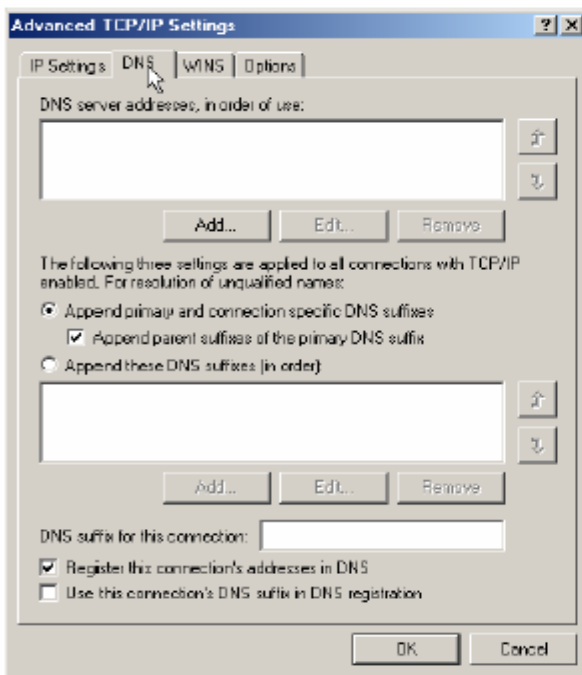 Advanced TCP/IP Settings
IP Settings DNS WINS Options
DNS server addresses, in order of use:
Add... Edit... Remove
The following three settings are applied to all connections with TCP/IP
enabled. For resolution of unqualified names:
Append primary and connection specific DNS suffixes
Append parent suffixes of the primary DNS suffix
Append these DNS suffixes (in order):
Add... Edit... Remove
DNS suffix for this connection:
Register this connection's addresses in DNS
Use this connection's DNS suffix in DNS registration
OK Cancel